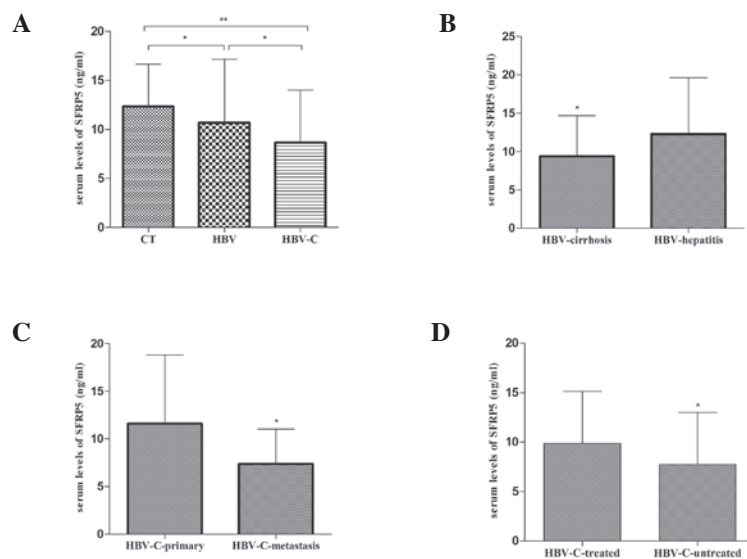 A
**
* *
serum levels of SFRP5 (ng/ml)
20
15
10
5
0
CT HBV HBV-C
B
serum levels of SFRP5 (ng/ml)
25
20
15
10
5
0
*
HBV-cirrhosis HBV-hepatitis
C
serum levels of SFRP5 (ng/ml)
20
15
10
5
0
*
HBV-C-primary HBV-C-metastasis
D
serum levels of SFRP5 (ng/ml)
20
15
10
5
0
*
HBV-C-treated HBV-C-untreated